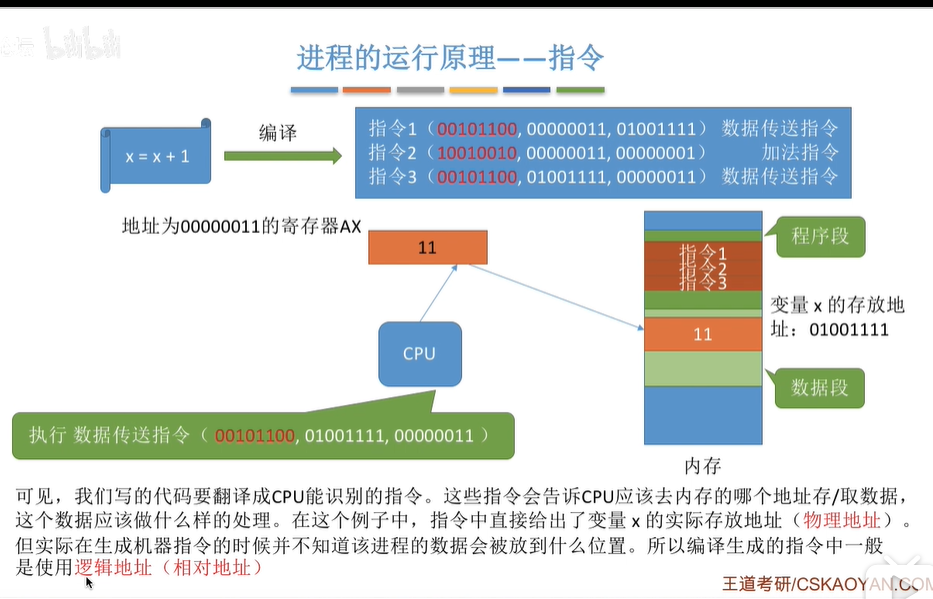 bilibili
进程的运行原理——指令
x = x + 1
编译
指令1（00101100, 00000011, 01001111） 数据传送指令
指令2（10010010, 00000011, 00000001） 加法指令
指令3（00101100, 01001111, 00000011） 数据传送指令
地址为00000011的寄存器AX
11
CPU
执行 数据传送指令（ 00101100, 01001111, 00000011 ）
程序段
指令1
指令2
指令3
变量 x 的存放地
址：01001111
11
数据段
内存
可见，我们写的代码要翻译成CPU能识别的指令。这些指令会告诉CPU应该去内存的哪个地址存/取数据，
这个数据应该做什么样的处理。在这个例子中，指令中直接给出了变量 x 的实际存放地址（物理地址）。
但实际在生成机器指令的时候并不知道该进程的数据会被放到什么位置。所以编译生成的指令中一般
是使用逻辑地址（相对地址）
王道考研/CSKAOYAN.COM